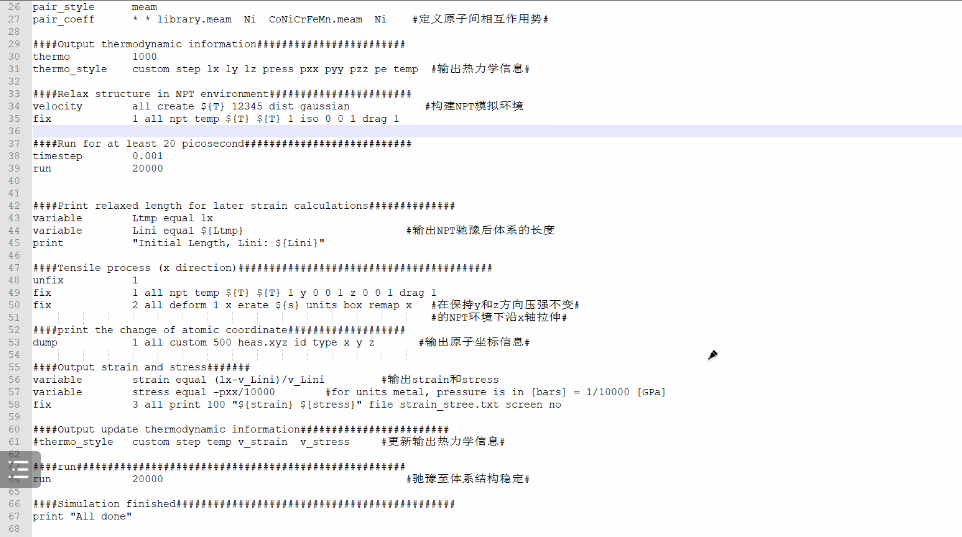 26 pair_style meam
27 pair_coeff * * library.meam Ni CoNiCrFeMn.meam Ni #定义原子间相互作用势#
28
29 ####Output thermodynamic information########################
30 thermo 1000
31 thermo_style custom step lx ly lz press pxx pyy pzz pe temp #输出热力学信息#
32
33 ####Relax structure in NPT environment#######################
34 velocity all create ${T} 12345 dist gaussian #构建NPT模拟环境
35 fix 1 all npt temp ${T} ${T} 1 iso 0 0 1 drag 1
36
37 ####Run for at least 20 picosecond###########################
38 timestep 0.001
39 run 20000
40
41
42 ####Print relaxed length for later strain calculations##############
43 variable Ltmp equal lx
44 variable Lini equal ${Ltmp} #输出NPT驰豫后体系的长度
45 print "Initial Length, Lini: ${Lini}"
46
47 ####Tensile process (x direction)#########################################
48 unfix 1
49 fix 1 all npt temp ${T} ${T} 1 y 0 0 1 z 0 0 1 drag 1
50 fix 2 all deform 1 x erate ${s} units box remap x #在保持y和z方向压强不变#
51 #的NPT环境下沿x轴拉伸#
52 ####print the change of atomic coordinate###################
53 dump 1 all custom 500 heas.xyz id type x y z #输出原子坐标信息#
54
55 ####Output strain and stress#######
56 variable strain equal (lx-v_Lini)/v_Lini #输出strain和stress
57 variable stress equal -pxx/10000 #for units metal, pressure is in [bars] = 1/10000 [GPa]
58 fix 3 all print 100 "${strain} ${stress}" file strain_stree.txt screen no
59
60 ####Output update thermodynamic information########################
61 #thermo_style custom step temp v_strain v_stress #更新输出热力学信息#
62
####run#####################################################
run 20000 #驰豫至体系结构稳定#
65
66 ####Simulation finished#############################################
67 print "All done"
68